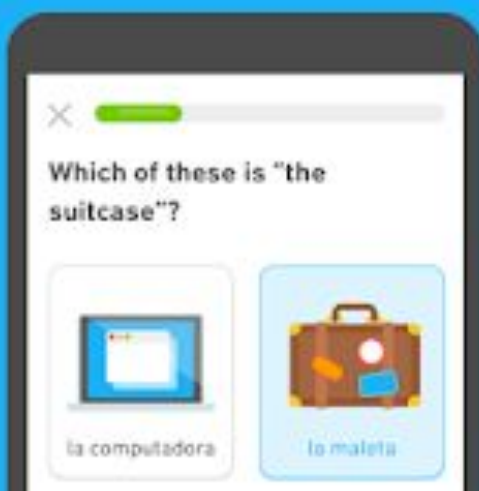 Which of these is "the
suitcase"?
la computadora
la maleta